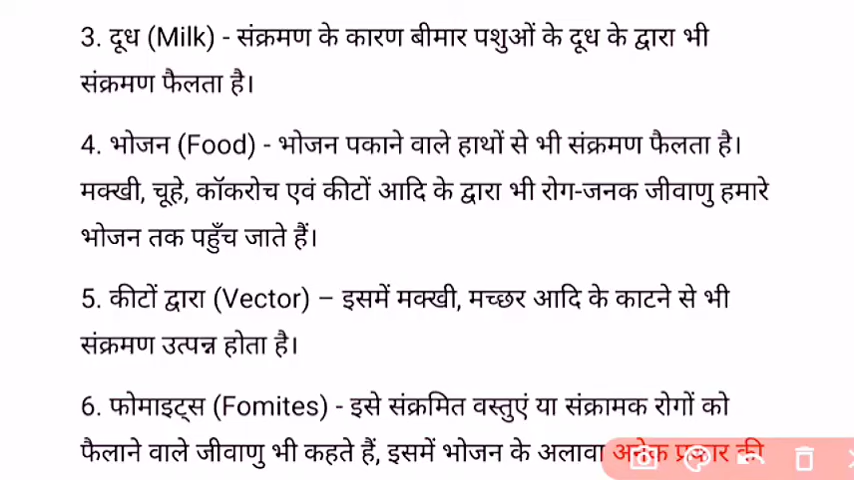 3. दूध (Milk) - संक्रमण के कारण बीमार पशुओं के दूध के द्वारा भी
संक्रमण फैलता है।
4. भोजन (Food) - भोजन पकाने वाले हाथों से भी संक्रमण फैलता है।
मक्खी, चूहे, कॉकरोच एवं कीटों आदि के द्वारा भी रोग-जनक जीवाणु हमारे
भोजन तक पहुँच जाते हैं।
5. कीटों द्वारा (Vector) – इसमें मक्खी, मच्छर आदि के काटने से भी
संक्रमण उत्पन्न होता है।
6. फोमाइट्स (Fomites) - इसे संक्रमित वस्तुएं या संक्रामक रोगों को
फैलाने वाले जीवाणु भी कहते हैं, इसमें भोजन के अलावा अनेक प्रकार की